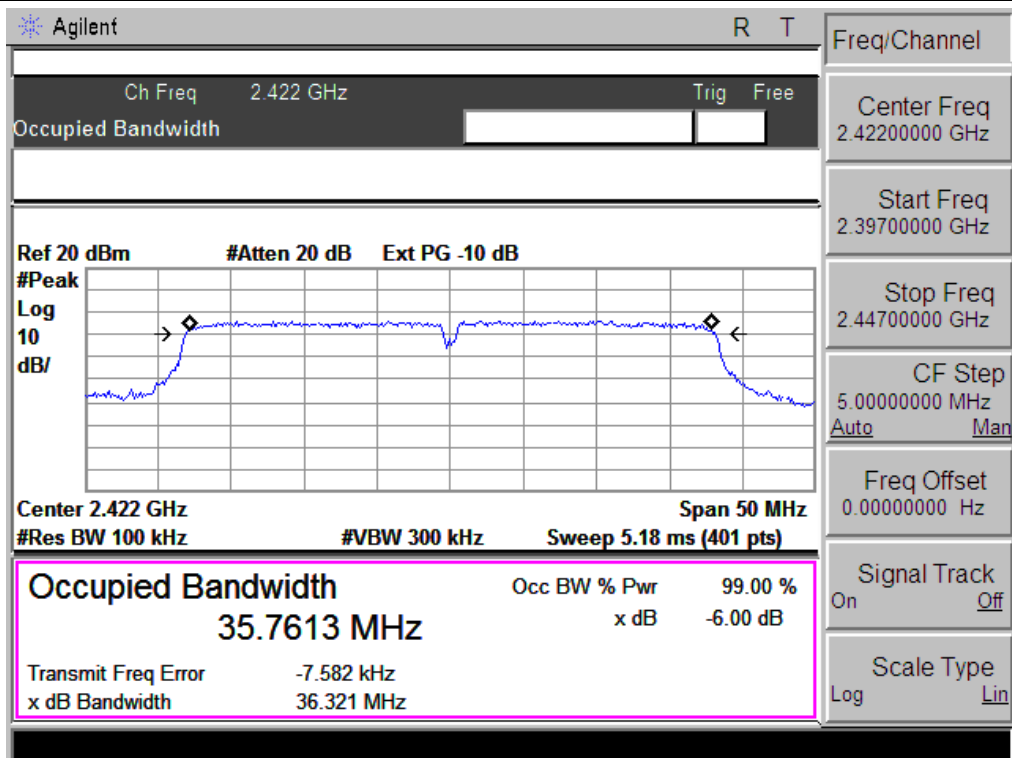 Agilent R T
Ch Freq 2.422 GHz Trig Free
Occupied Bandwidth
Ref 20 dBm #Atten 20 dB Ext PG -10 dB
#Peak
Log
10
dB/
Center 2.422 GHz Span 50 MHz
#Res BW 100 kHz #VBW 300 kHz Sweep 5.18 ms (401 pts)
Occupied Bandwidth Occ BW % Pwr 99.00 %
35.7613 MHz x dB -6.00 dB
Transmit Freq Error -7.582 kHz
x dB Bandwidth 36.321 MHz
Freq/Channel
Center Freq
2.42200000 GHz
Start Freq
2.39700000 GHz
Stop Freq
2.44700000 GHz
CF Step
5.00000000 MHz
Auto Man
Freq Offset
0.00000000 Hz
Signal Track
On Off
Scale Type
Log Lin